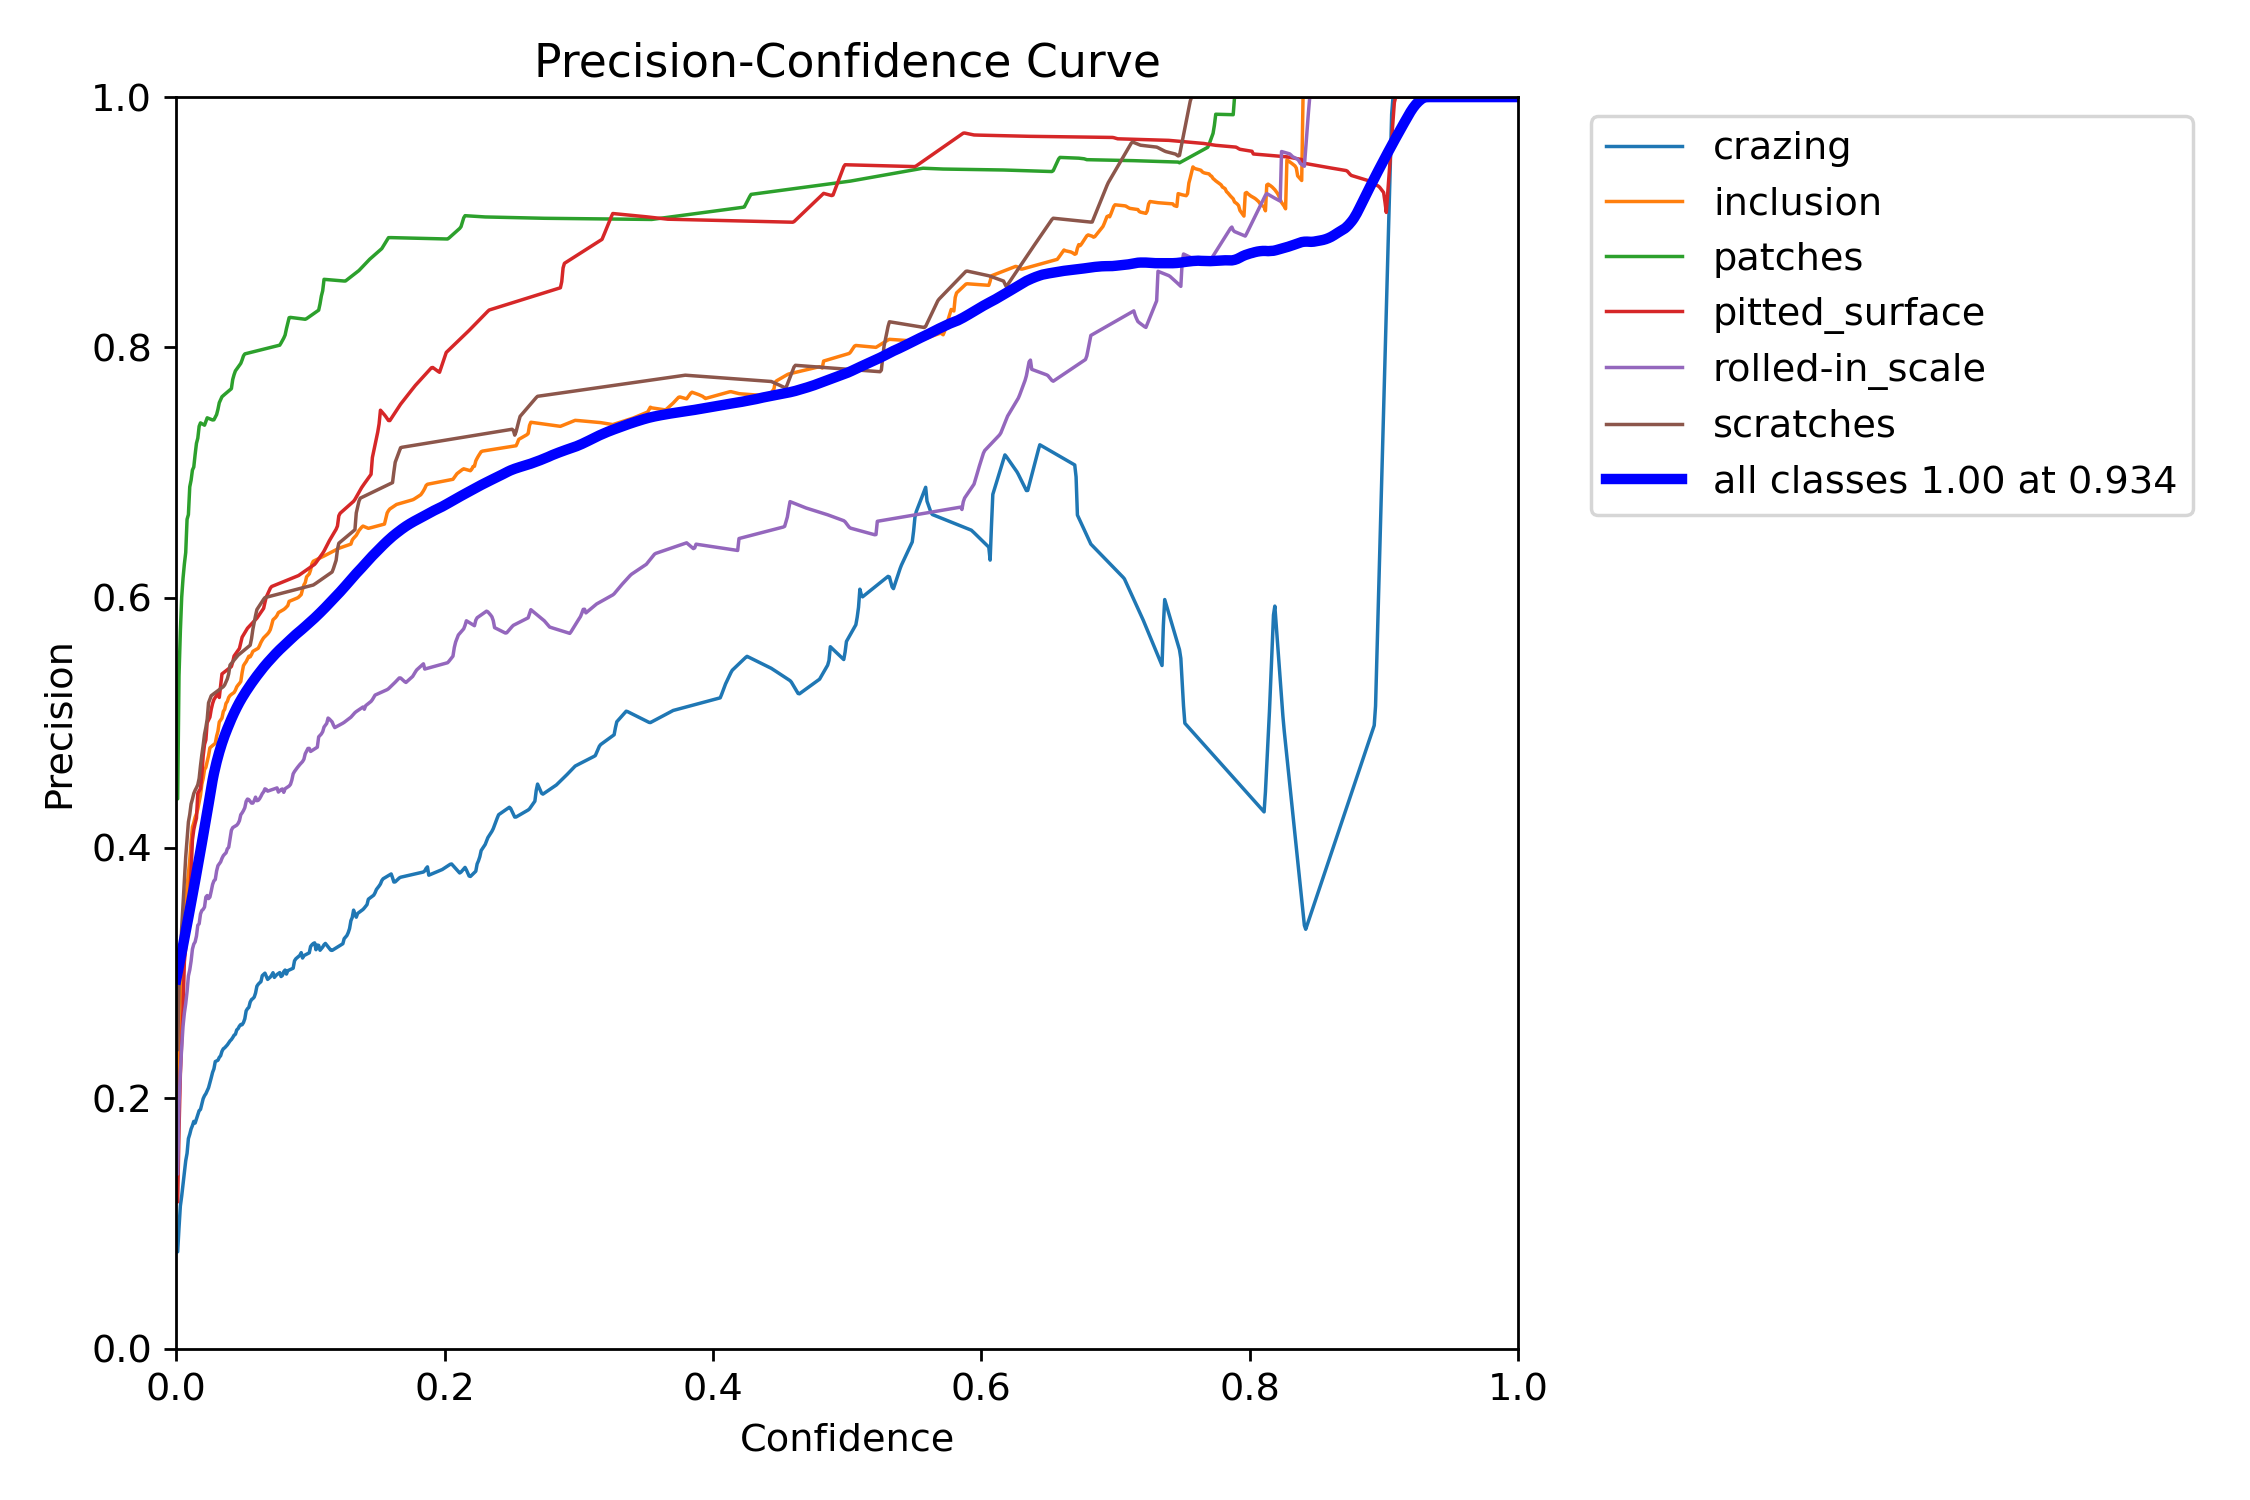 Precision-Confidence Curve
1.0
0.8
0.6
0.4
0.2
0.0
Precision
0.0 0.2 0.4 0.6 0.8 1.0
Confidence
crazing
inclusion
patches
pitted_surface
rolled-in_scale
scratches
all classes 1.00 at 0.934